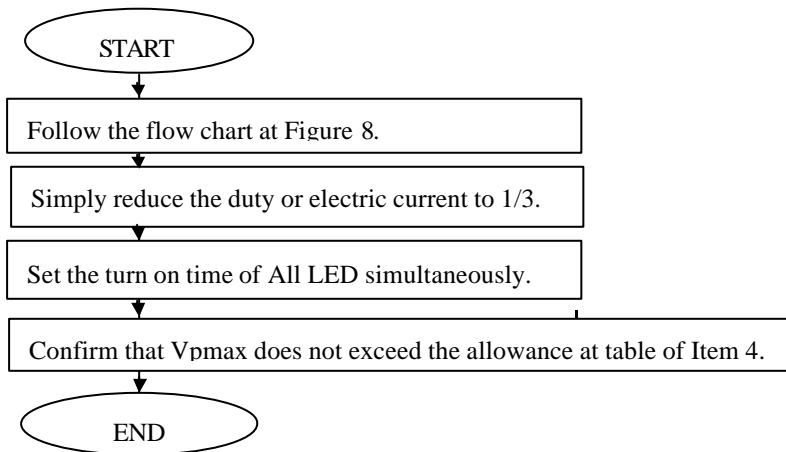 START
Follow the flow chart at Figure 8.
Simply reduce the duty or electric current to 1/3.
Set the turn on time of All LED simultaneously.
Confirm that Vpmax does not exceed the allowance at table of Item 4.
END